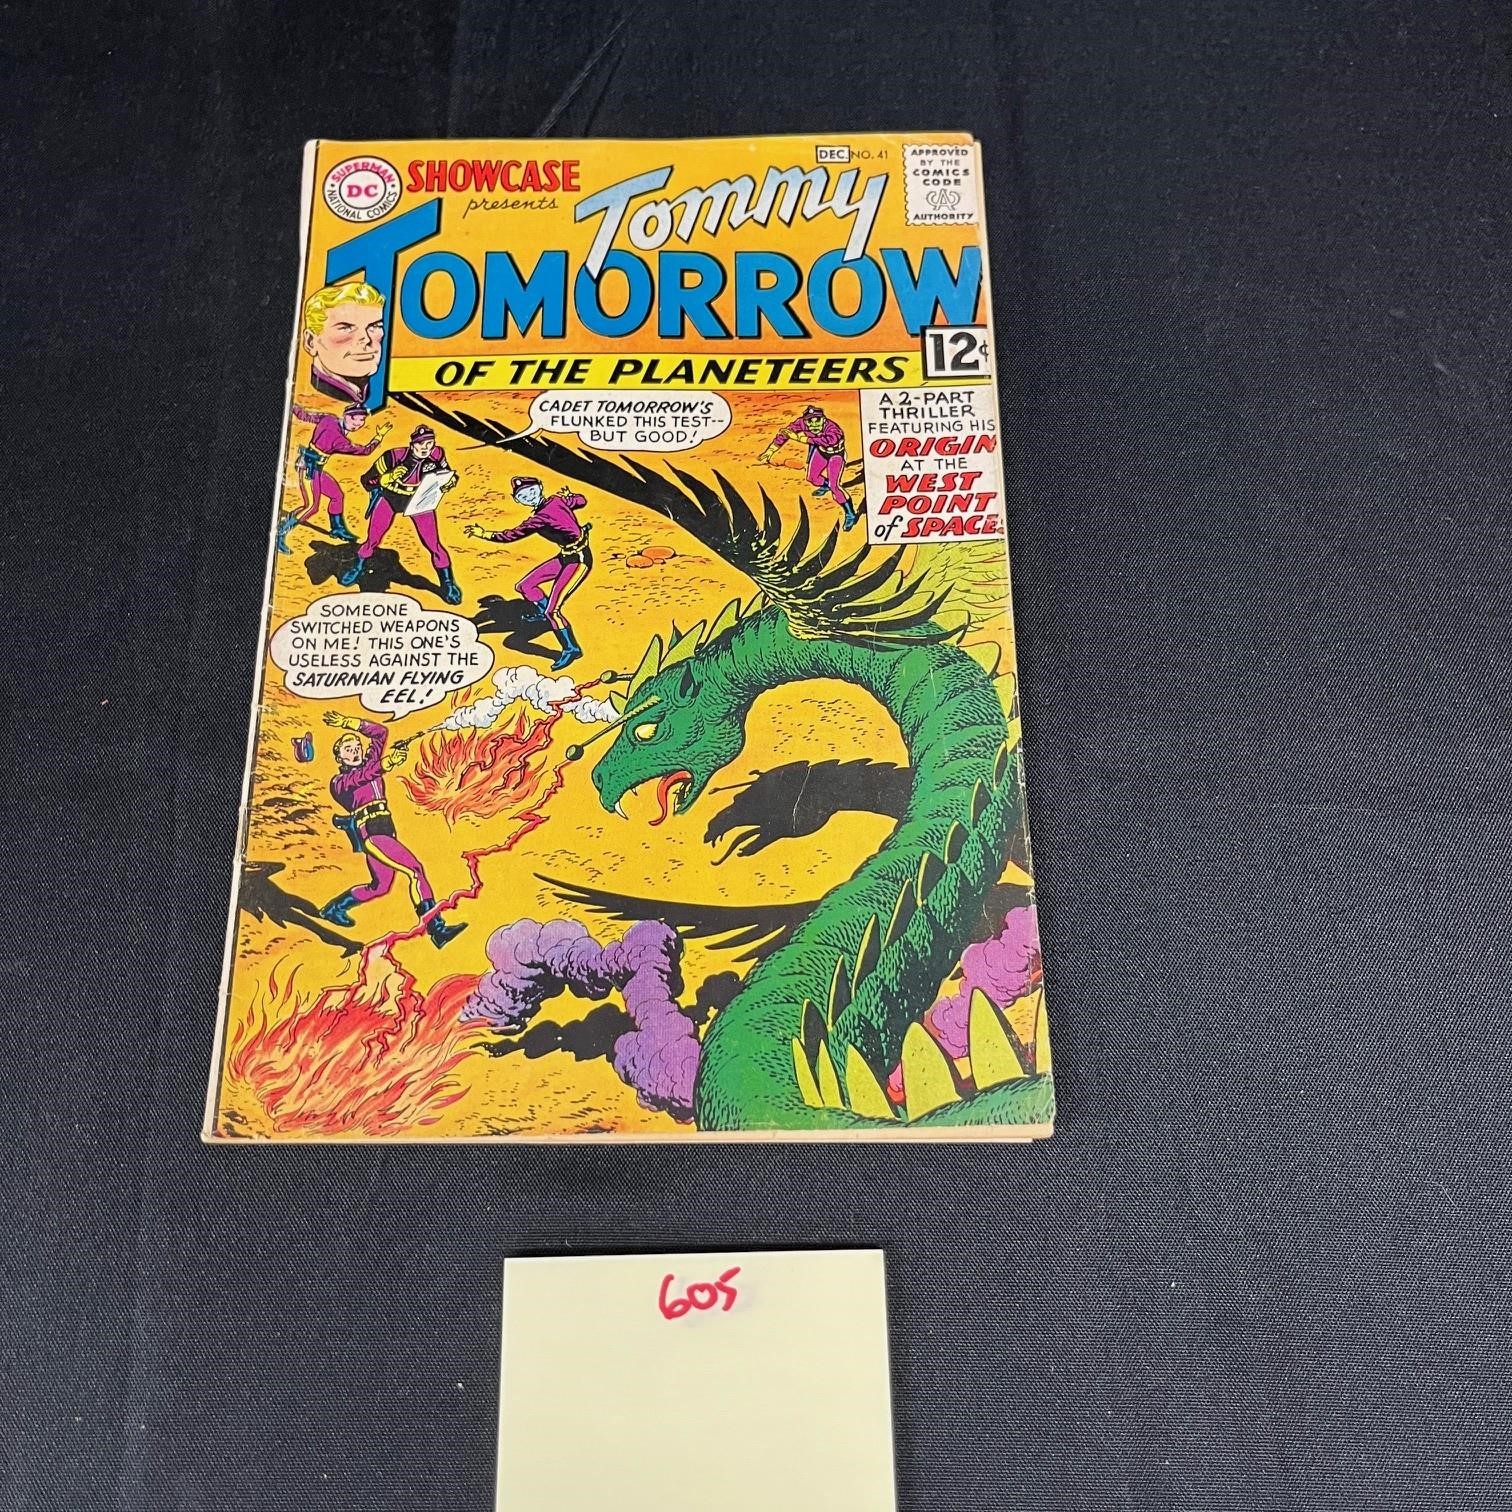 SUPERMAN
DC
NATIONAL COMICS
SHOWCASE
presents
DEC. NO. 41
APPROVED
BY THE
COMICS
CODE
CA
AUTHORITY
Tommy
TOMORROW
OF THE PLANETEERS
12¢
CADET TOMORROW'S
FLUNKED THIS TEST--
BUT GOOD!
A 2-PART
THRILLER
FEATURING HIS
ORIGIN
AT THE
WEST
POINT
of SPACE!
SOMEONE
SWITCHED WEAPONS
ON ME! THIS ONE'S
USELESS AGAINST THE
SATURNIAN FLYING
EEL!
605